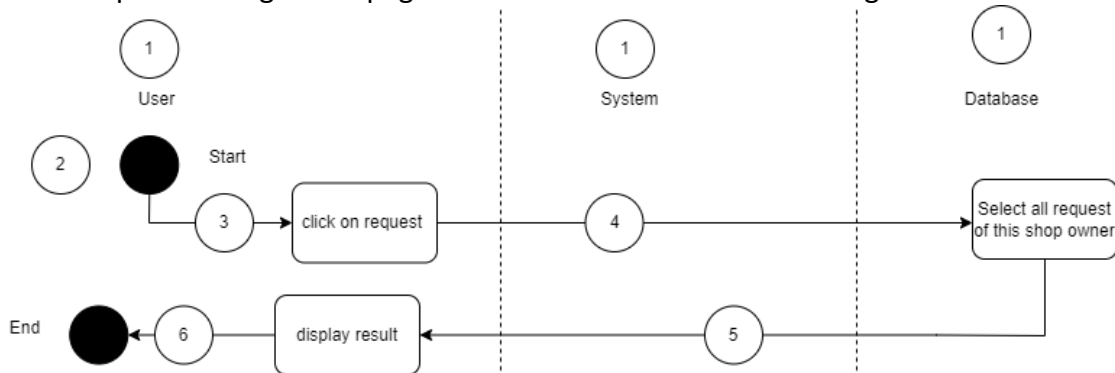 1
1
1
User
System
Database
2
Start
3
click on request
4
Select all request
of this shop owner
End
6
display result
5